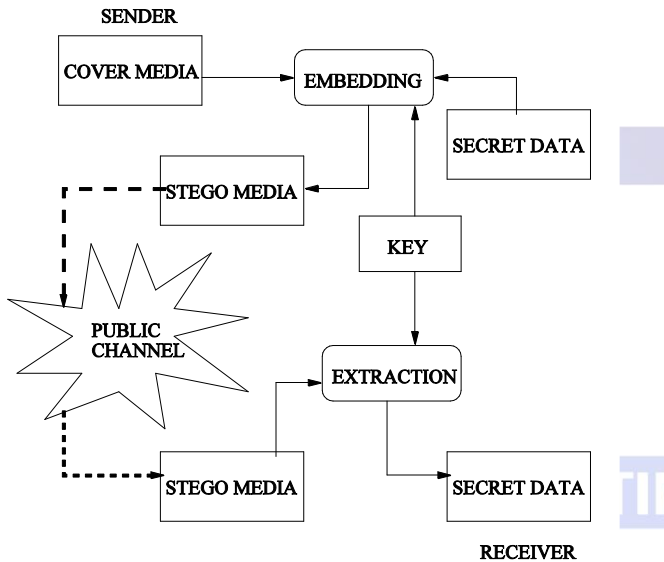 SENDER
COVER MEDIA
EMBEDDING
SECRET DATA
STEGO MEDIA
KEY
PUBLIC
CHANNEL
EXTRACTION
STEGO MEDIA
SECRET DATA
RECEIVER